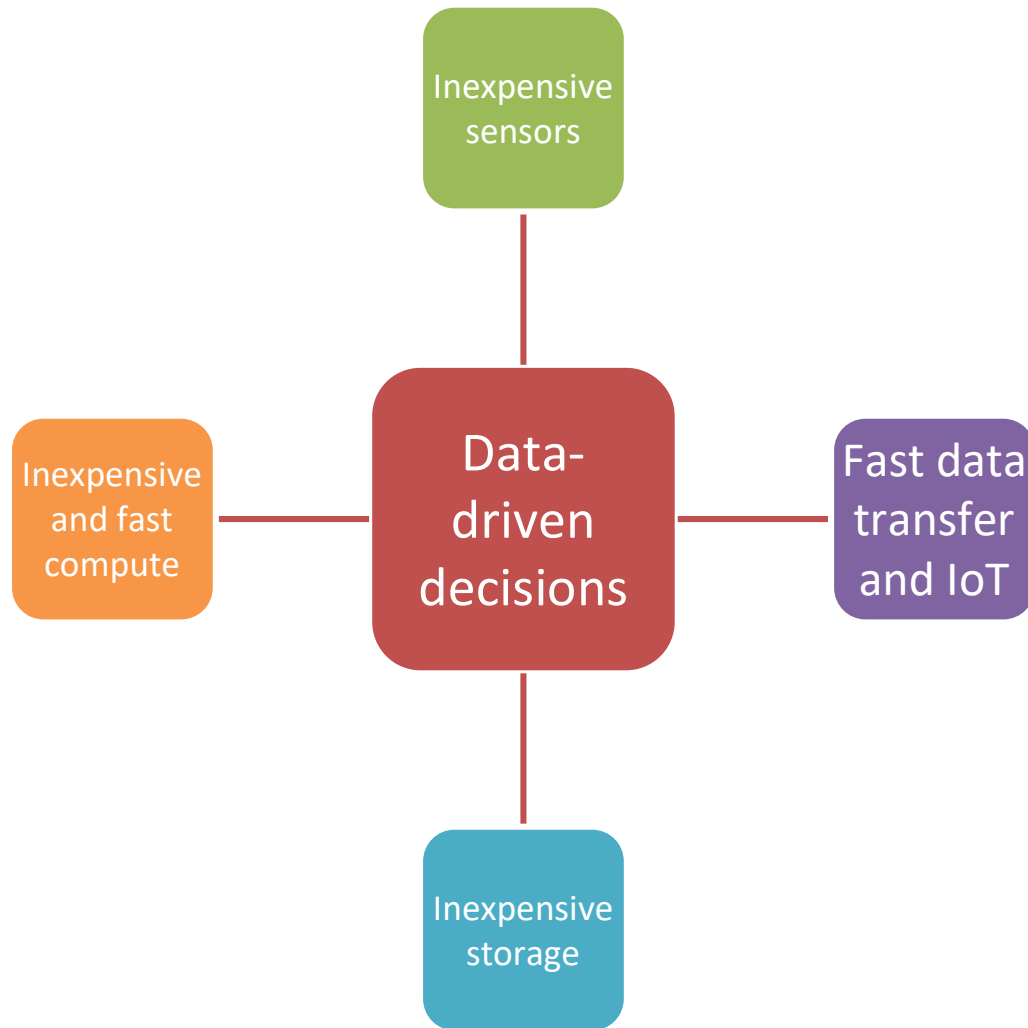 Inexpensive
sensors
Inexpensive
and fast
compute
Data-
driven
decisions
Fast data
transfer
and IoT
Inexpensive
storage